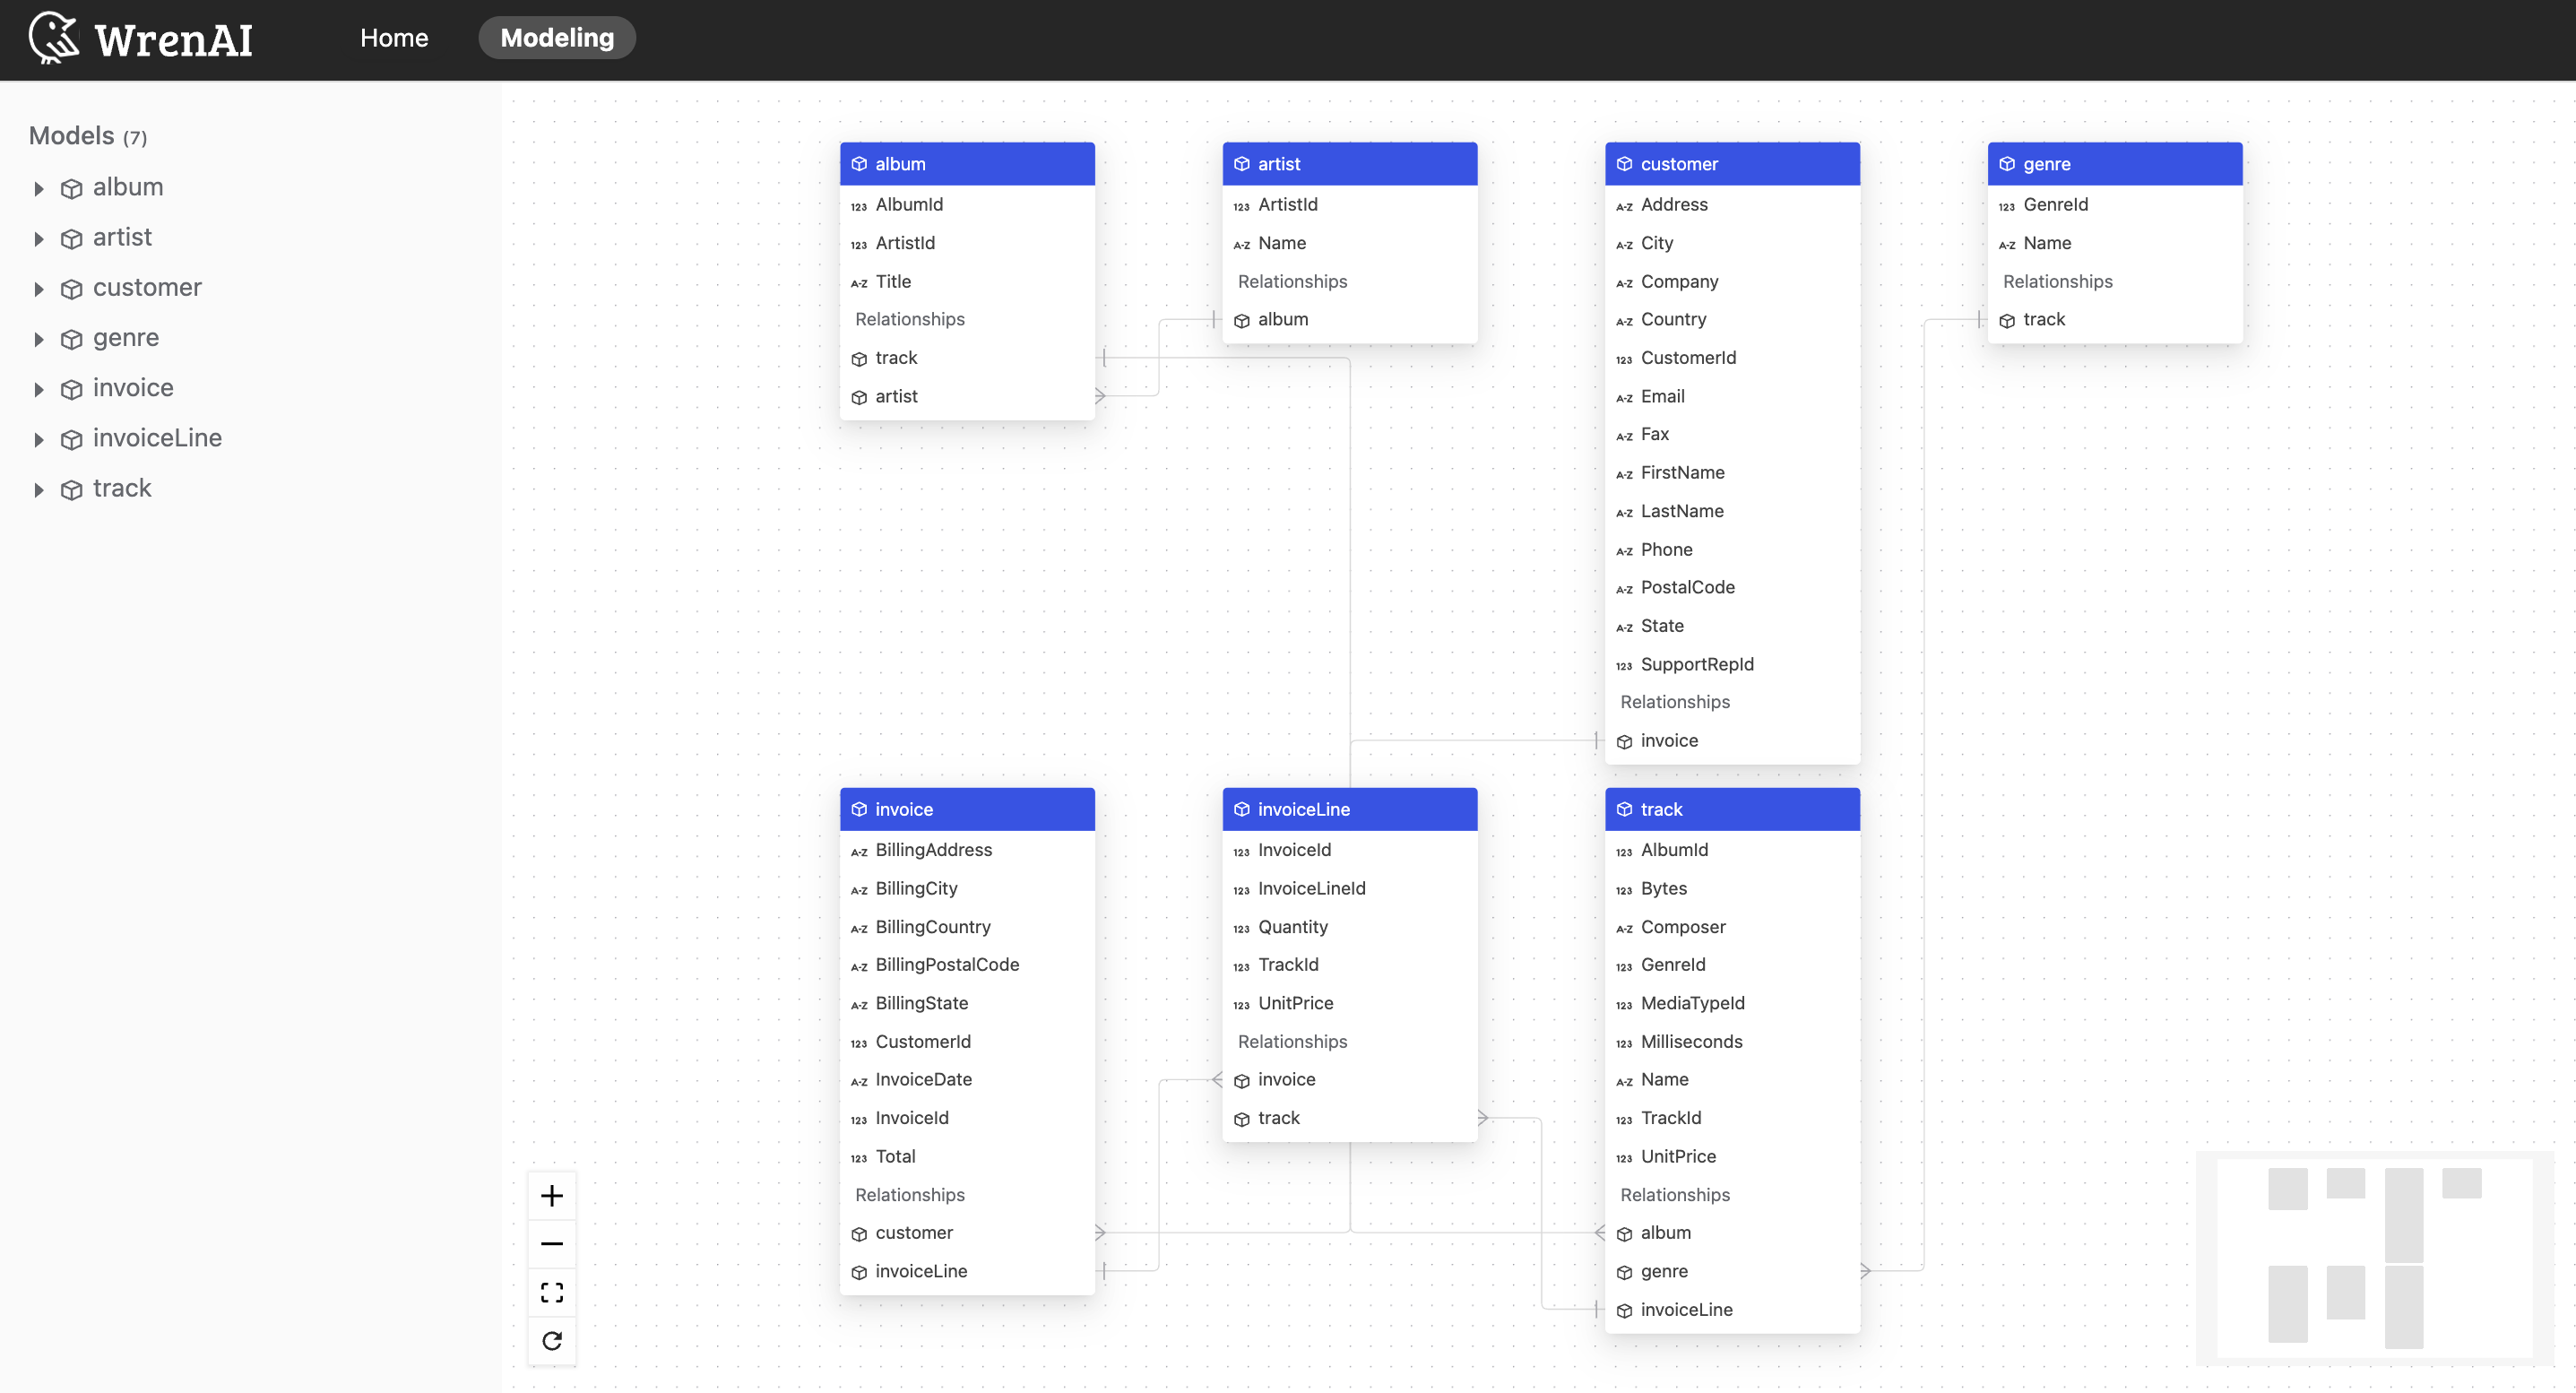 WrenAI
Home
Modeling
Models (7)
album
artist
customer
genre
invoice
invoiceLine
track
album
123 AlbumId
123 ArtistId
A-Z Title
Relationships
track
artist
artist
123 ArtistId
A-Z Name
Relationships
album
customer
A-Z Address
A-Z City
A-Z Company
A-Z Country
123 CustomerId
A-Z Email
A-Z Fax
A-Z FirstName
A-Z LastName
A-Z Phone
A-Z PostalCode
A-Z State
123 SupportRepId
Relationships
invoice
genre
123 GenreId
A-Z Name
Relationships
track
invoice
A-Z BillingAddress
A-Z BillingCity
A-Z BillingCountry
A-Z BillingPostalCode
A-Z BillingState
123 CustomerId
A-Z InvoiceDate
123 InvoiceId
123 Total
Relationships
customer
invoiceLine
invoiceLine
123 InvoiceId
123 InvoiceLineId
123 Quantity
123 TrackId
123 UnitPrice
Relationships
invoice
track
track
123 AlbumId
123 Bytes
A-Z Composer
123 GenreId
123 MediaTypeId
123 Milliseconds
A-Z Name
123 TrackId
123 UnitPrice
Relationships
album
genre
invoiceLine